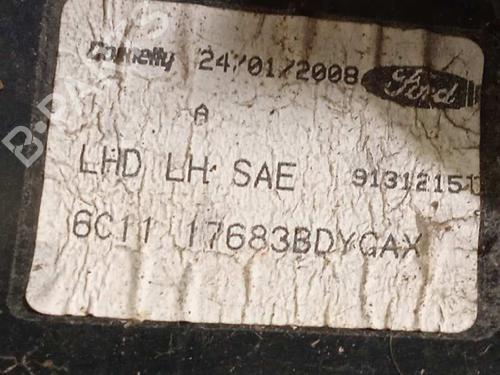 Donnelly 24/01/2008 Ford
A
LHD LH SAE 91312151
6C11 17683BDYGAX